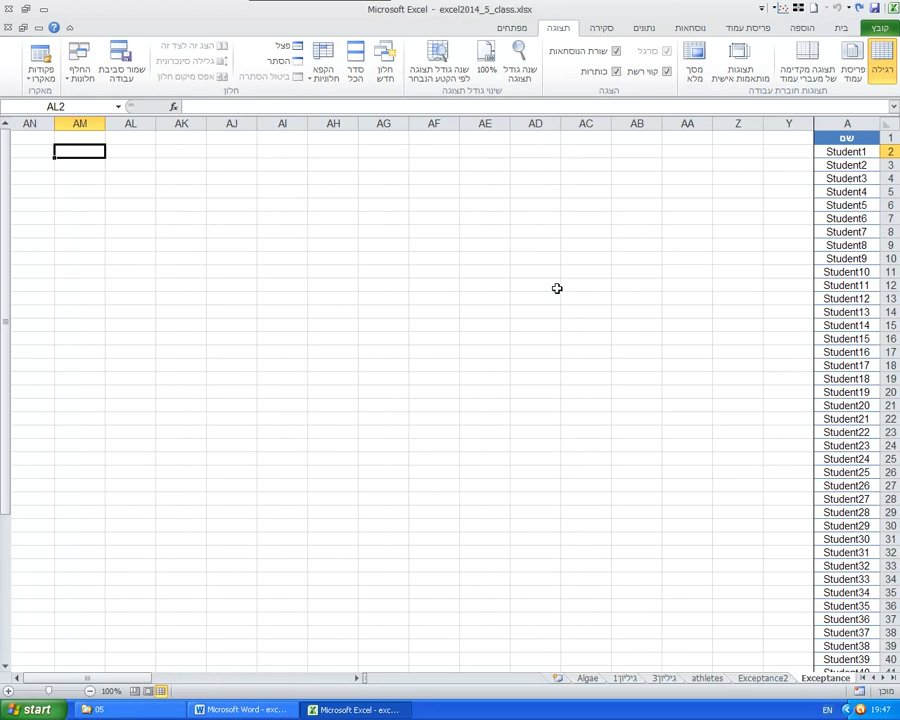 Microsoft Excel - excel2014_5_class.xlsx
קובץ
בית
הוספה
פריסת עמוד
נוסחאות
נתונים
סקירה
תצוגה
מפתחים
רגילה
פריסת עמוד
תצוגה מקדימה של מעברי עמוד
תצוגות מותאמות אישית
מסך מלא
תצוגות חוברת עבודה
סרגל
שורת הנוסחאות
קווי רשת
כותרות
הצגה
שנה גודל תצוגה
100%
שנה גודל תצוגה לפי הקטע הנבחר
שינוי גודל תצוגה
חלון חדש
סדר הכל
הקפא חלוניות
פצל
הסתר
ביטול הסתרה
הצג זה לצד זה
גלילה סינכרונית
אפס מיקום חלון
שמור סביבת עבודה
החלף חלונות
חלון
פקודות מאקרו
מאקרו
AL2
fx
AN AM AL AK AJ AI AH AG AF AE AD AC AB AA Z Y A
שם 1
Student1 2
Student2 3
Student3 4
Student4 5
Student5 6
Student6 7
Student7 8
Student8 9
Student9 10
Student10 11
Student11 12
Student12 13
Student13 14
Student14 15
Student15 16
Student16 17
Student17 18
Student18 19
Student19 20
Student20 21
Student21 22
Student22 23
Student23 24
Student24 25
Student25 26
Student26 27
Student27 28
Student28 29
Student29 30
Student30 31
Student31 32
Student32 33
Student33 34
Student34 35
Student35 36
Student36 37
Student37 38
Student38 39
Student39 40
Algae גיליון1 גיליון3 athletes Exceptance2 Exceptance
100%
מוכן
start
05
Microsoft Word - exc...
Microsoft Excel - exc...
EN
19:47